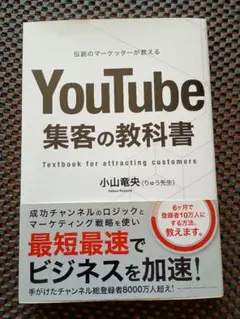 伝説のマーケッターが教える
YouTube
集客の教科書
Textbook for attracting customers
小山竜央(りゅう先生)
成功チャンネルのロジックと
マーケティング戦略を使い
最短最速で
ビジネスを加速!
手がけたチャンネル総登録者8000万人超え!
6ヶ月で
登録者10万人に
する方法、
教えます。